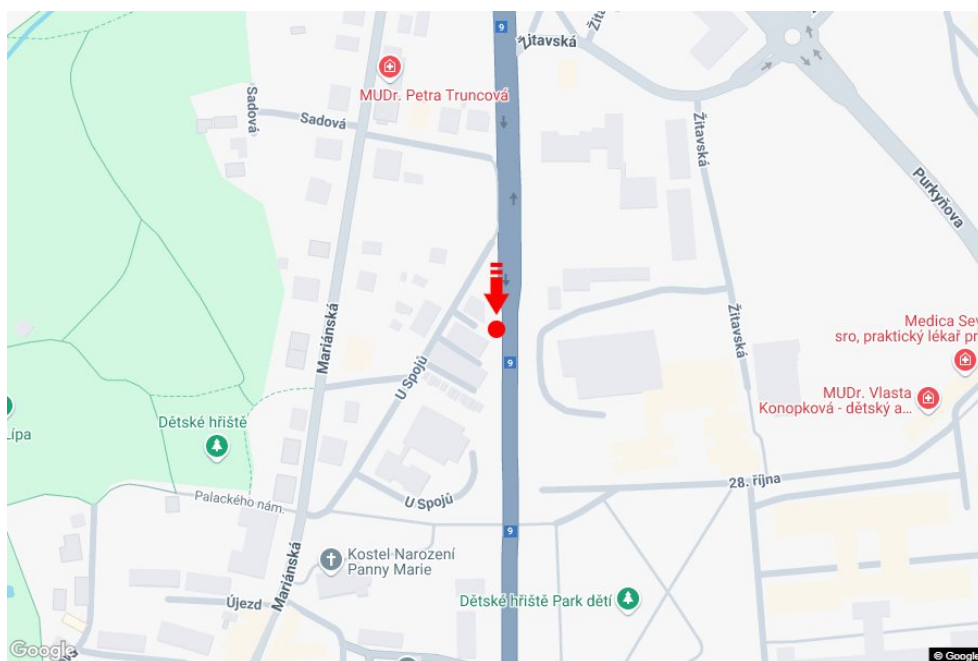 9
Žitavská
MUDr. Petra Truncová
Sadová
Sadová
Žitavská
Purkyňova
Mariánská
Žitavská
Medica Sev
sro, praktický lékař pr
U Spojů
9
MUDr. Vlasta
Konopková - dětský a...
Lípa
Dětské hřiště
28. října
Palackého nám.
U Spojů
9
Kostel Narození
Panny Marie
Mariánská
Újezd
Dětské hřiště Park dětí
Google
© Google